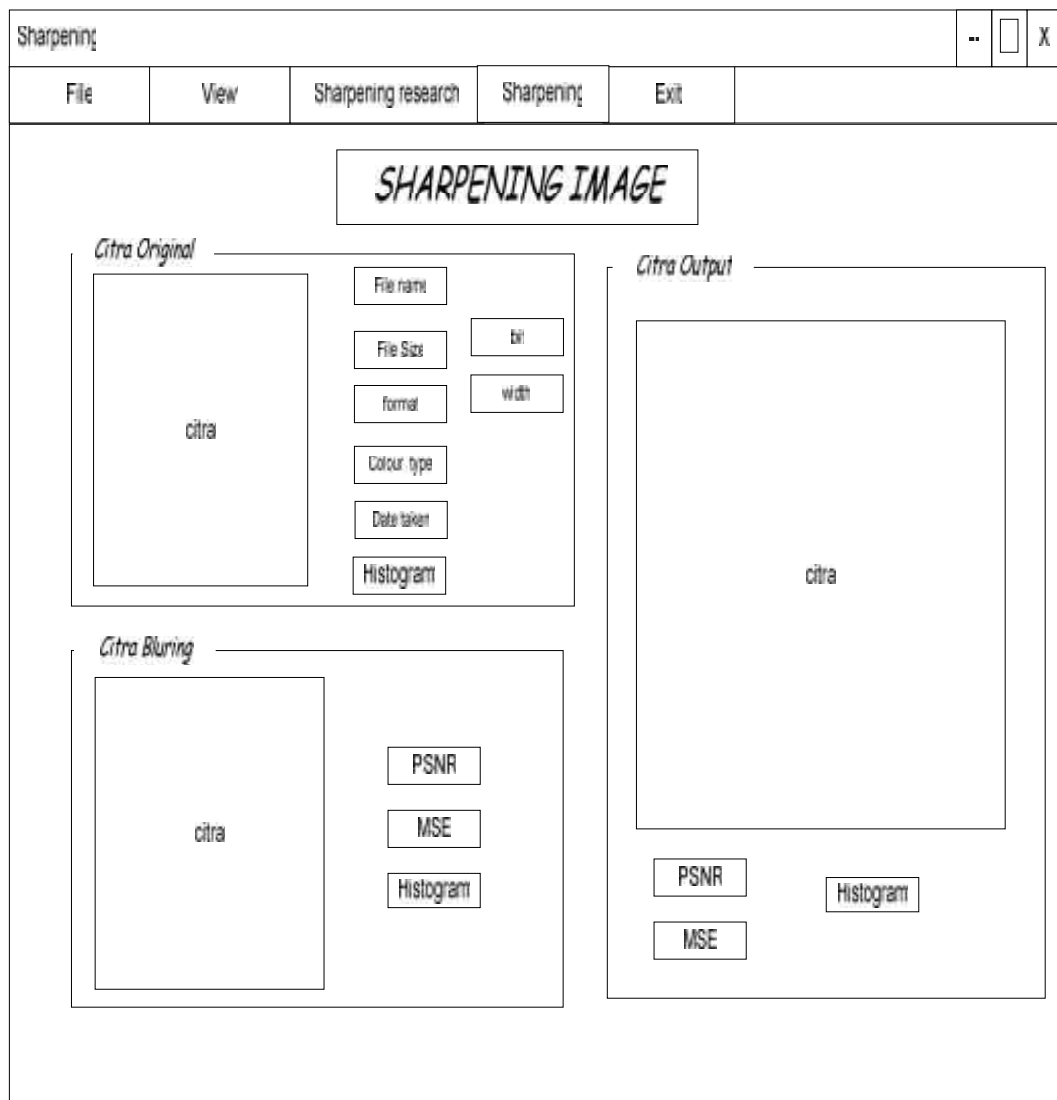 Sharpening
-- X
File View Sharpening research Sharpening Exit
SHARPENING IMAGE
Citra Original
citra
File name
File Size
format
Colour type
Date taken
Histogram
bit
width
Citra Bluring
citra
PSNR
MSE
Histogram
Citra Output
citra
PSNR
MSE
Histogram